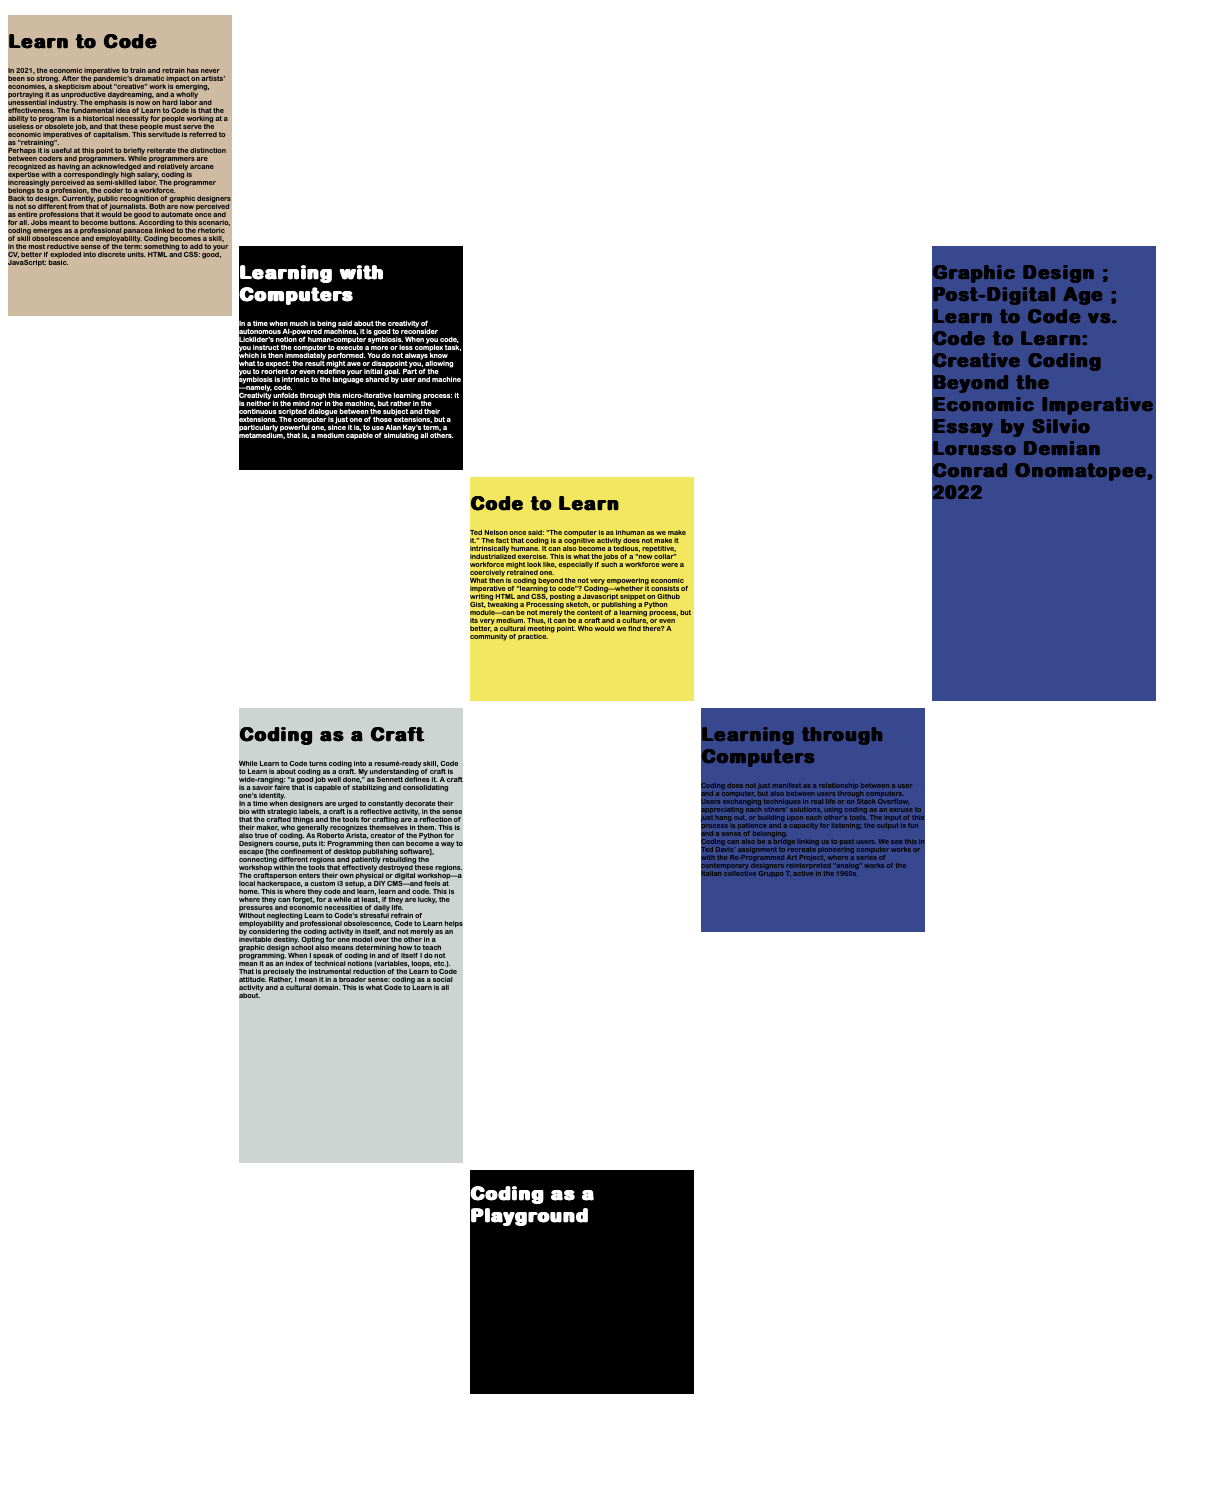 Learn to Code
In 2021, the economic imperative to train and retrain has never
been so strong. After the pandemic's dramatic impact on artists'
economies, a skepticism about "creative" work is emerging,
portraying it as unproductive daydreaming, and a wholly
unessential industry. The emphasis is now on hard labor and
effectiveness. The fundamental idea of Learn to Code is that the
ability to program is a historical necessity for people working at a
useless or obsolete job, and that these people must serve the
economic imperatives of capitalism. This servitude is referred to
as "retraining".
Perhaps it is useful at this point to briefly reiterate the distinction
between coders and programmers. While programmers are
recognized as having an acknowledged and relatively arcane
expertise with a correspondingly high salary, coding is
increasingly perceived as semi-skilled labor. The programmer
belongs to a profession, the coder to a workforce.
Back to design. Currently, public recognition of graphic designers
is not so different from that of journalists. Both are now perceived
as entire professions that it would be good to automate once and
for all. Jobs meant to become buttons. According to this scenario,
coding emerges as a professional panacea linked to the rhetoric
of skill obsolescence and employability. Coding becomes a skill,
in the most reductive sense of the term: something to add to your
CV, better if exploded into discrete units. HTML and CSS: good,
JavaScript: basic.
Learning with
Computers
In a time when much is being said about the creativity of
autonomous AI-powered machines, it is good to reconsider
Licklider's notion of human-computer symbiosis. When you code,
you instruct the computer to execute a more or less complex task,
which is then immediately performed. You do not always know
what to expect: the result might awe or disappoint you, allowing
you to reorient or even redefine your initial goal. Part of the
symbiosis is intrinsic to the language shared by user and machine
—namely, code.
Creativity unfolds through this micro-iterative learning process: it
is neither in the mind nor in the machine, but rather in the
continuous scripted dialogue between the subject and their
extensions. The computer is just one of those extensions, but a
particularly powerful one, since it is, to use Alan Kay's term, a
metamedium, that is, a medium capable of simulating all others.
Graphic Design ;
Post-Digital Age ;
Learn to Code vs.
Code to Learn:
Creative Coding
Beyond the
Economic Imperative
Essay by Silvio
Lorusso Demian
Conrad Onomatopee,
2022
Code to Learn
Ted Nelson once said: "The computer is as inhuman as we make
it." The fact that coding is a cognitive activity does not make it
intrinsically humane. It can also become a tedious, repetitive,
industrialized exercise. This is what the jobs of a "new collar"
workforce might look like, especially if such a workforce were a
coercively retrained one.
What then is coding beyond the not very empowering economic
imperative of "learning to code"? Coding—whether it consists of
writing HTML and CSS, posting a Javascript snippet on Github
Gist, tweaking a Processing sketch, or publishing a Python
module—can be not merely the content of a learning process, but
its very medium. Thus, it can be a craft and a culture, or even
better, a cultural meeting point. Who would we find there? A
community of practice.
Coding as a Craft
While Learn to Code turns coding into a resumé-ready skill, Code
to Learn is about coding as a craft. My understanding of craft is
wide-ranging: "a good job well done," as Sennett defines it. A craft
is a savoir faire that is capable of stabilizing and consolidating
one's identity.
In a time when designers are urged to constantly decorate their
bio with strategic labels, a craft is a reflective activity, in the sense
that the crafted things and the tools for crafting are a reflection of
their maker, who generally recognizes themselves in them. This is
also true of coding. As Roberto Arista, creator of the Python for
Designers course, puts it: Programming then can become a way to
escape [the confinement of desktop publishing software],
connecting different regions and patiently rebuilding the
workshop within the tools that effectively destroyed these regions.
The craftsperson enters their own physical or digital workshop—a
local hackerspace, a custom i3 setup, a DIY CMS—and feels at
home. This is where they code and learn, learn and code. This is
where they can forget, for a while at least, if they are lucky, the
pressures and economic necessities of daily life.
Without neglecting Learn to Code's stressful refrain of
employability and professional obsolescence, Code to Learn helps
by considering the coding activity in itself, and not merely as an
inevitable destiny. Opting for one model over the other in a
graphic design school also means determining how to teach
programming. When I speak of coding in and of itself I do not
mean it as an index of technical notions (variables, loops, etc.).
That is precisely the instrumental reduction of the Learn to Code
attitude. Rather, I mean it in a broader sense: coding as a social
activity and a cultural domain. This is what Code to Learn is all
about.
Learning through
Computers
Coding does not just manifest as a relationship between a user
and a computer, but also between users through computers.
Users exchanging techniques in real life or on Stack Overflow,
appreciating each others' solutions, using coding as an excuse to
just hang out, or building upon each other's tools. The input of this
process is patience and a capacity for listening; the output is fun
and a sense of belonging.
Coding can also be a bridge linking us to past users. We see this in
Ted Davis' assignment to recreate pioneering computer works or
with the Re-Programmed Art Project, where a series of
contemporary designers reinterpreted "analog" works of the
Italian collective Gruppo T, active in the 1960s.
Coding as a
Playground